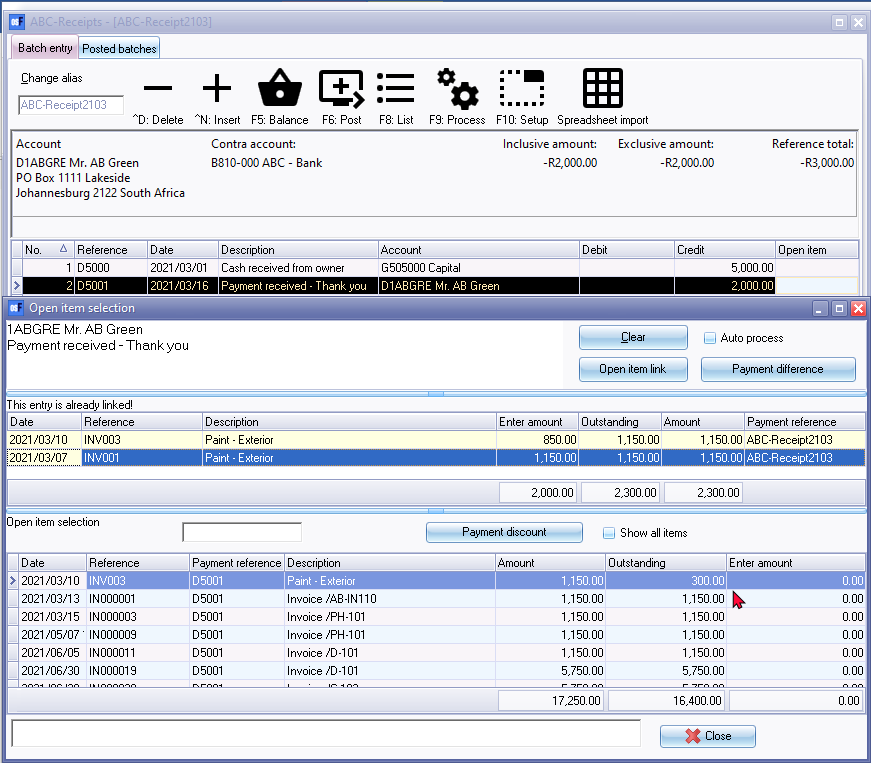 ABC-Receipts - [ABC-Receipt2103]
Batch entry Posted batches
Change alias
ABC-Receipt2103
^D: Delete ^N: Insert F5: Balance F6: Post F8: List F9: Process F10: Setup Spreadsheet import
Account Contra account: Inclusive amount: Exclusive amount: Reference total:
D1ABGRE Mr. AB Green B810-000 ABC - Bank -R2,000.00 -R2,000.00 -R3,000.00
PO Box 1111 Lakeside
Johannesburg 2122 South Africa
No. Reference Date Description Account Debit Credit Open item
1 D5000 2021/03/01 Cash received from owner G505000 Capital 5,000.00
2 D5001 2021/03/16 Payment received - Thank you D1ABGRE Mr. AB Green 2,000.00
Open item selection
1ABGRE Mr. AB Green
Payment received - Thank you
Clear Auto process
Open item link Payment difference
This entry is already linked!
Date Reference Description Enter amount Outstanding Amount Payment reference
2021/03/10 INV003 Paint - Exterior 850.00 1,150.00 1,150.00 ABC-Receipt2103
2021/03/07 INV001 Paint - Exterior 1,150.00 1,150.00 1,150.00 ABC-Receipt2103
2,000.00 2,300.00 2,300.00
Open item selection Payment discount Show all items
Date Reference Payment reference Description Amount Outstanding Enter amount
2021/03/10 INV003 D5001 Paint - Exterior 1,150.00 300.00 0.00
2021/03/13 IN000001 D5001 Invoice /AB-IN110 1,150.00 1,150.00 0.00
2021/03/15 IN000003 D5001 Invoice /PH-101 1,150.00 1,150.00 0.00
2021/05/07 IN000009 D5001 Invoice /PH-101 1,150.00 1,150.00 0.00
2021/06/05 IN000011 D5001 Invoice /D-101 1,150.00 1,150.00 0.00
2021/06/30 IN000019 D5001 Invoice /D-101 5,750.00 5,750.00 0.00
17,250.00 16,400.00 0.00
Close